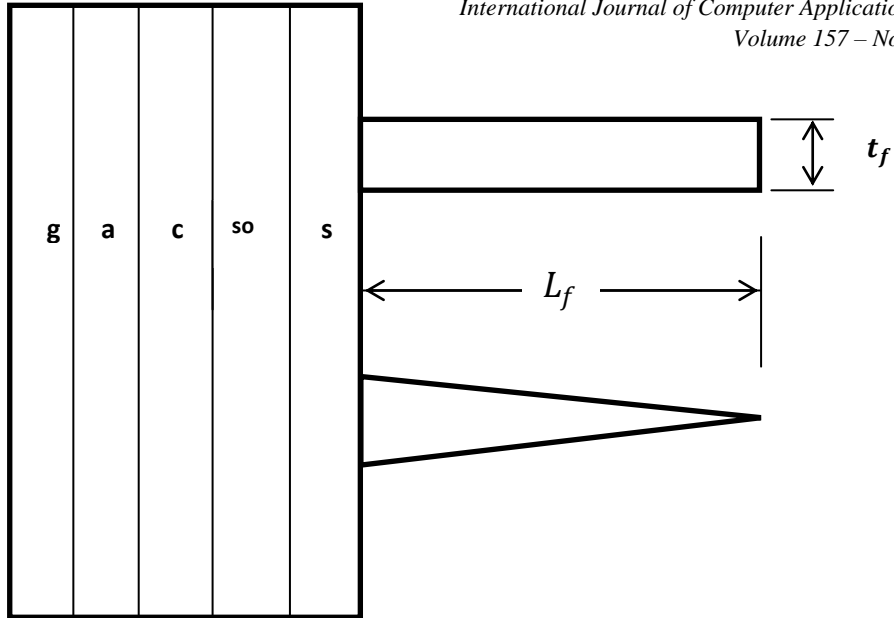 International Journal of Computer Applicatio
Volume 157 – No
t_f
g a c so s
L_f